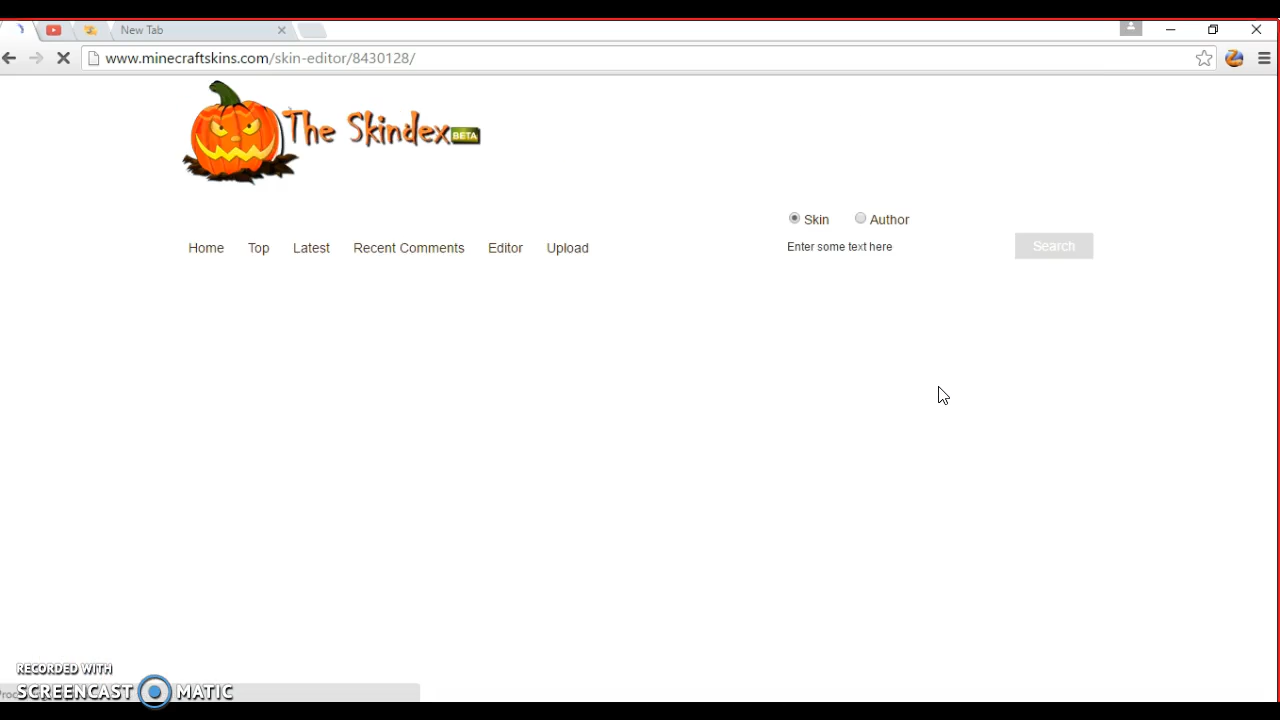 New Tab
www.minecraftskins.com/skin-editor/8430128/
The Skindex BETA
Skin Author
Home Top Latest Recent Comments Editor Upload Enter some text here Search
RECORDED WITH
SCREENCAST MATIC